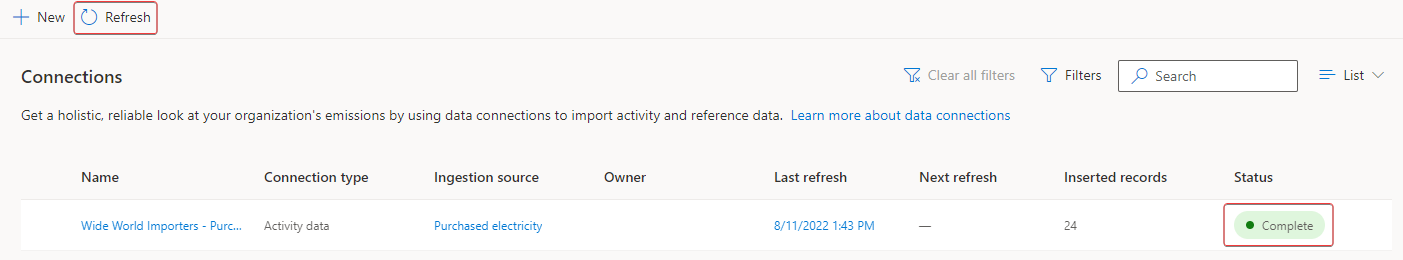 New Refresh
Connections
Clear all filters Filters Search List
Get a holistic, reliable look at your organization's emissions by using data connections to import activity and reference data. Learn more about data connections
Name Connection type Ingestion source Owner Last refresh Next refresh Inserted records Status
Wide World Importers - Purc... Activity data Purchased electricity 8/11/2022 1:43 PM — 24 Complete